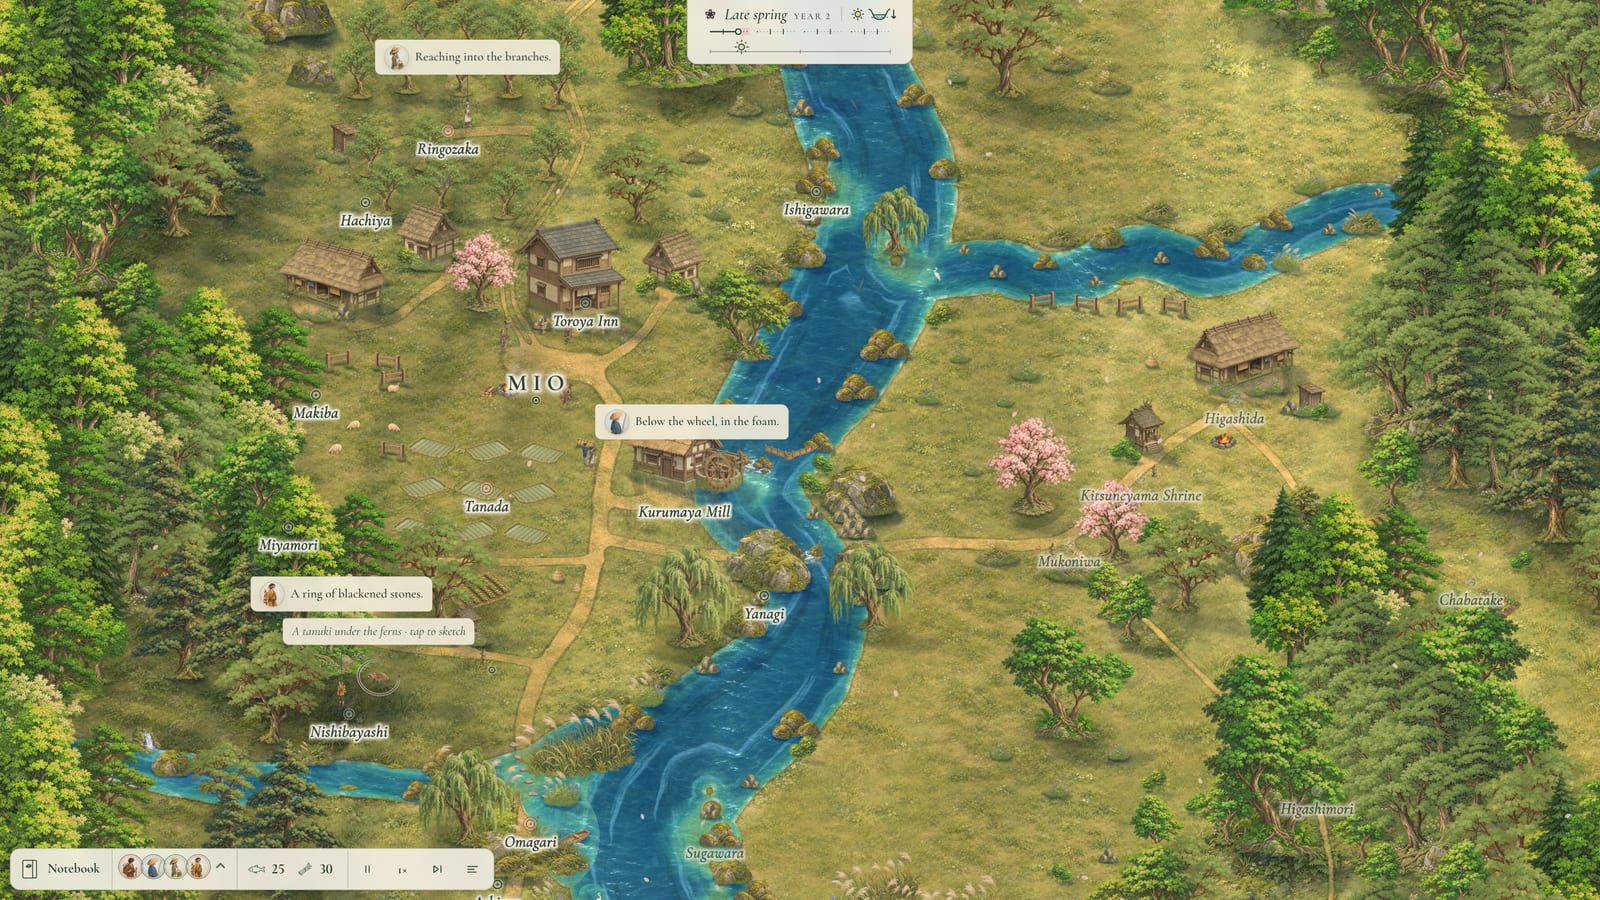 Late spring YEAR 2
Reaching into the branches.
Ringozaka
Ishigawara
Hachiya
Toroya Inn
MIO
Makiba
Below the wheel, in the foam.
Higashida
Kitsuneyama Shrine
Tanada
Kurumaya Mill
Miyamori
Mukoniwa
A ring of blackened stones.
Chabatake
Yanagi
A tanuki under the ferns · tap to sketch
Nishibayashi
Higashimori
Omagari
Sugawara
Notebook 25 30 1×